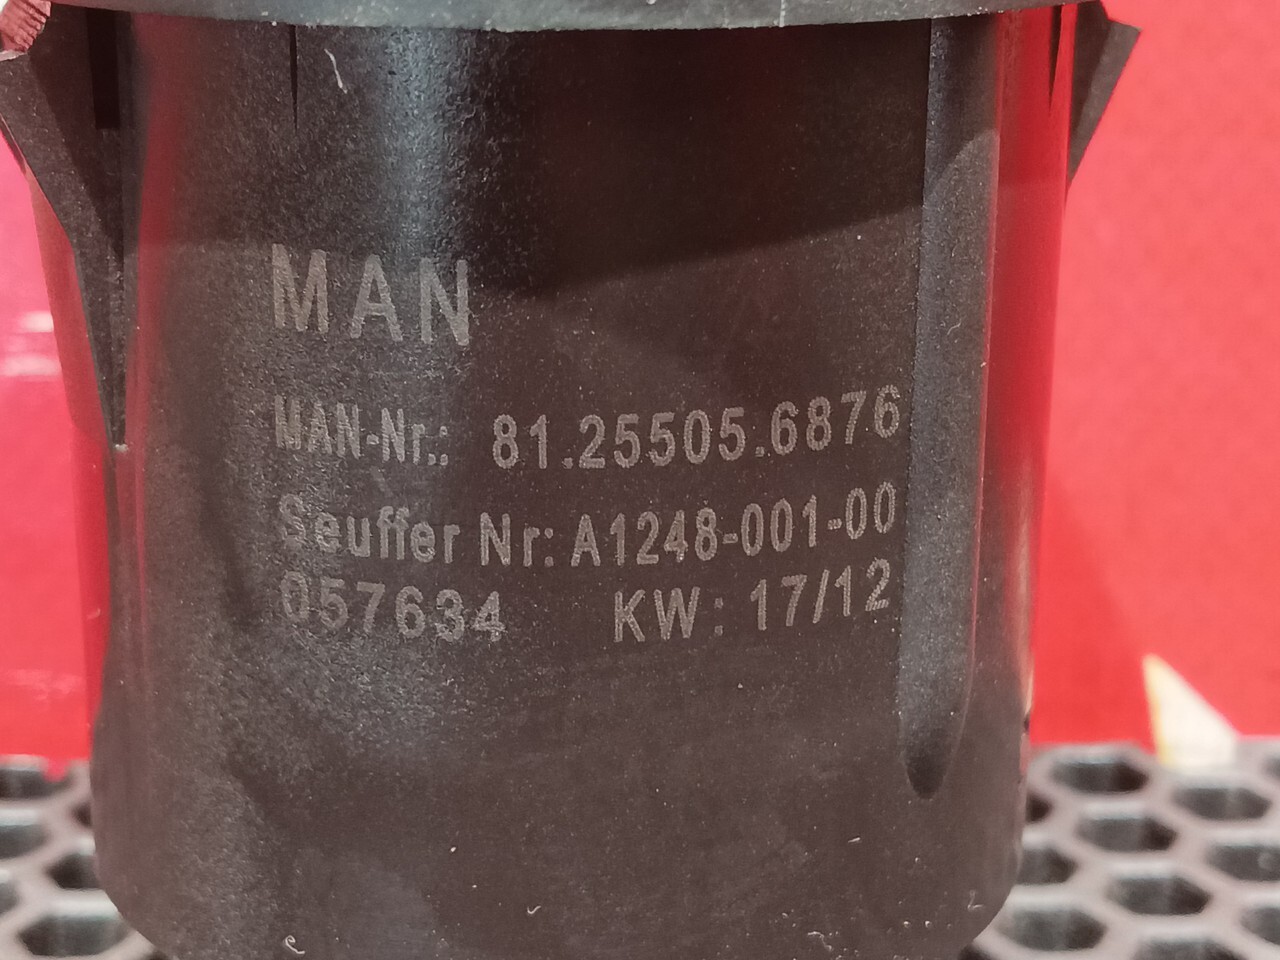 MAN
MAN-Nr.: 81.25505.6876
Seuffer Nr: A1248-001-00
057634 KW: 17/12